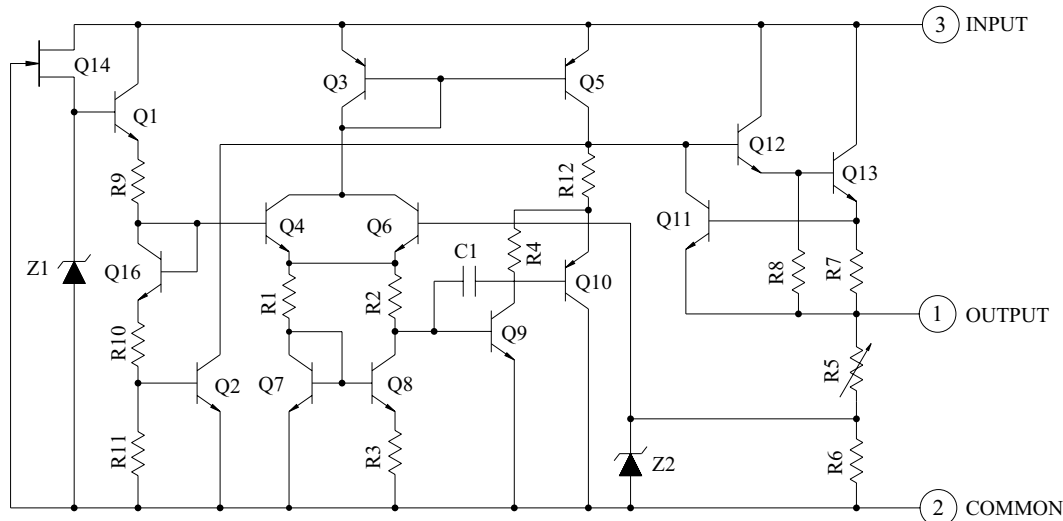 3 INPUT
Q14
Q3
Q5
Q1
Q12
Q13
R12
R9
Q11
Q4
Q6
C1
R4
Z1
Q16
Q10
R8
R7
R1
R2
1 OUTPUT
R10
Q9
R5
Q2
Q7
Q8
R11
R3
Z2
R6
2 COMMON